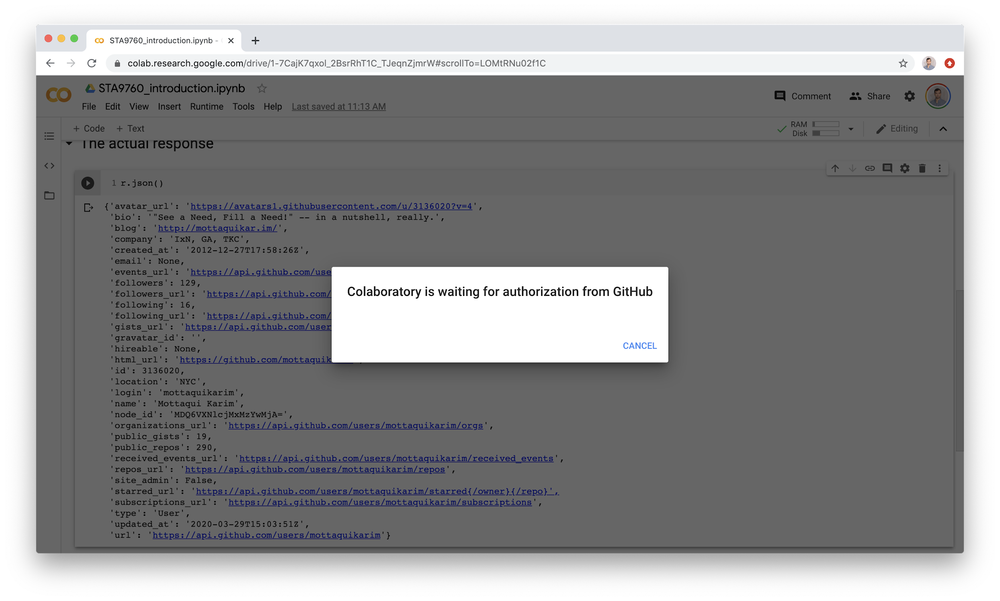 STA9760_introduction.ipynb -
colab.research.google.com/drive/1-7CajK7qxol_2BsrRhT1C_TJeqnZjmrW#scrollTo=LOMtRNu02f1C
STA9760_introduction.ipynb
Comment Share
File Edit View Insert Runtime Tools Help Last saved at 11:13 AM
+ Code + Text
RAM
Disk
Editing
The actual response
1 r.json()
{'avatar_url': 'https://avatars1.githubusercontent.com/u/3136020?v=4',
'bio': '"See a Need, Fill a Need!" -- in a nutshell, really.',
'blog': 'http://mottaquikar.im/',
'company': 'IxN, GA, TKC',
'created_at': '2012-12-27T17:58:26Z',
'email': None,
'events_url': 'https://api.github.com/use
'followers': 129,
'followers_url': 'https://api.github.com/
'following': 16,
'following_url': 'https://api.github.com/
'gists_url': 'https://api.github.com/user
'gravatar_id': '',
'hireable': None,
'html_url': 'https://github.com/mottaquik
'id': 3136020,
'location': 'NYC',
'login': 'mottaquikarim',
'name': 'Mottaqui Karim',
'node_id': 'MDQ6VXNlcjMxMzYwMjA=',
'organizations_url': 'https://api.github.com/users/mottaquikarim/orgs',
'public_gists': 19,
'public_repos': 290,
'received_events_url': 'https://api.github.com/users/mottaquikarim/received_events',
'repos_url': 'https://api.github.com/users/mottaquikarim/repos',
'site_admin': False,
'starred_url': 'https://api.github.com/users/mottaquikarim/starred{/owner}{/repo}',
'subscriptions_url': 'https://api.github.com/users/mottaquikarim/subscriptions',
'type': 'User',
'updated_at': '2020-03-29T15:03:51Z',
'url': 'https://api.github.com/users/mottaquikarim'}
Colaboratory is waiting for authorization from GitHub
CANCEL